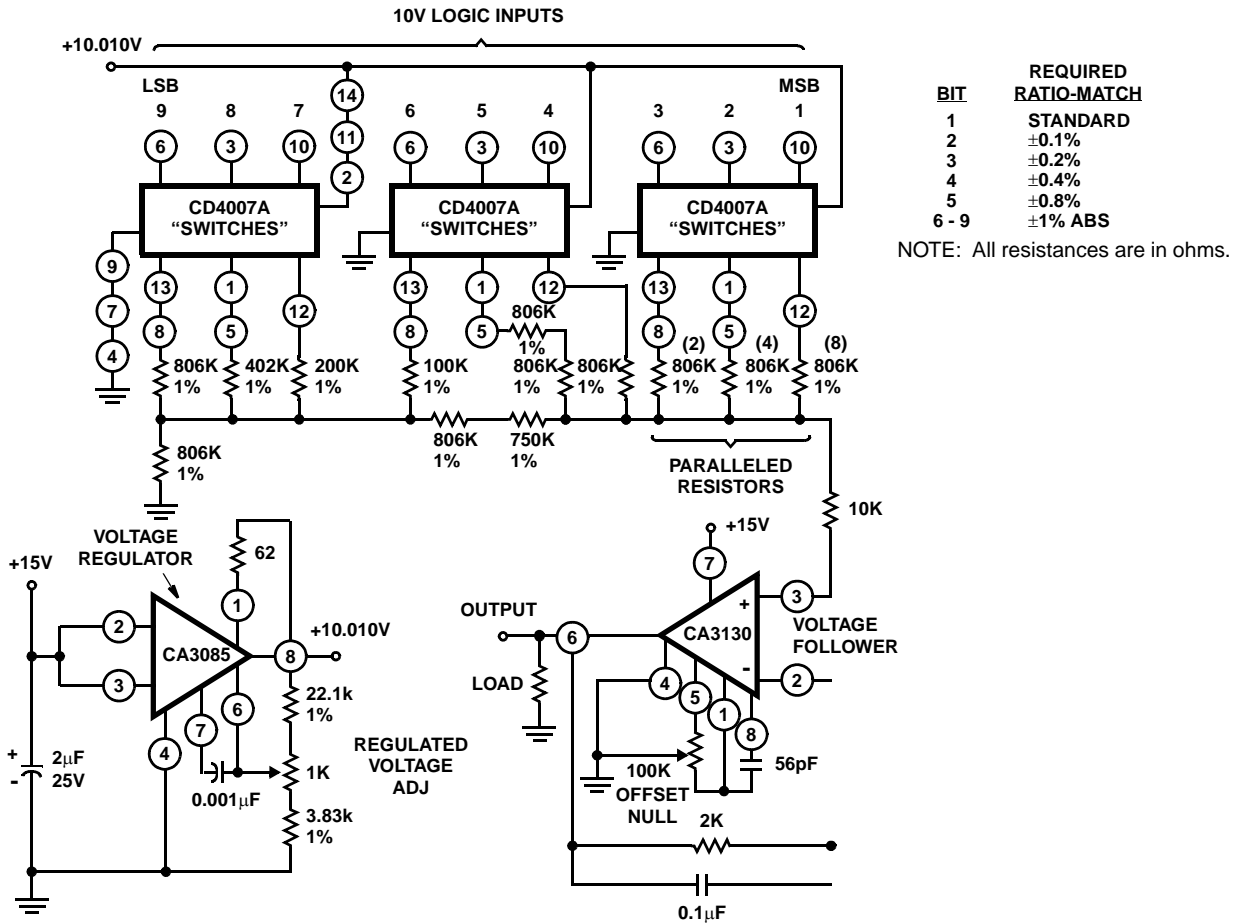 10V LOGIC INPUTS
+10.010V
LSB
MSB
9 8 7 6 5 4 3 2 1
6 3 10 14 11 2
6 3 10
6 3 10
CD4007A
“SWITCHES”
CD4007A
“SWITCHES”
CD4007A
“SWITCHES”
9
7
4
13 1 12
8 5
13 1 12
8 5
13 1 12
8 5
806K
1%
402K
1%
200K
1%
100K
1%
806K
1%
806K
1%
806K
1%
(2)
806K
1%
(4)
806K
1%
(8)
806K
1%
806K
1%
750K
1%
806K
1%
PARALLELED
RESISTORS
10K
REQUIRED
BIT RATIO-MATCH
1 STANDARD
2 ±0.1%
3 ±0.2%
4 ±0.4%
5 ±0.8%
6 - 9 ±1% ABS
NOTE: All resistances are in ohms.
VOLTAGE
REGULATOR
+15V
62
1
2
3
CA3085
8
+10.010V
6
7
4
22.1k
1%
1K
3.83k
1%
0.001μF
+
-
2μF
25V
REGULATED
VOLTAGE
ADJ
+15V
7
OUTPUT
6
LOAD
CA3130
+
-
3
2
VOLTAGE
FOLLOWER
4
5
1
8
100K
OFFSET
NULL
56pF
2K
0.1μF